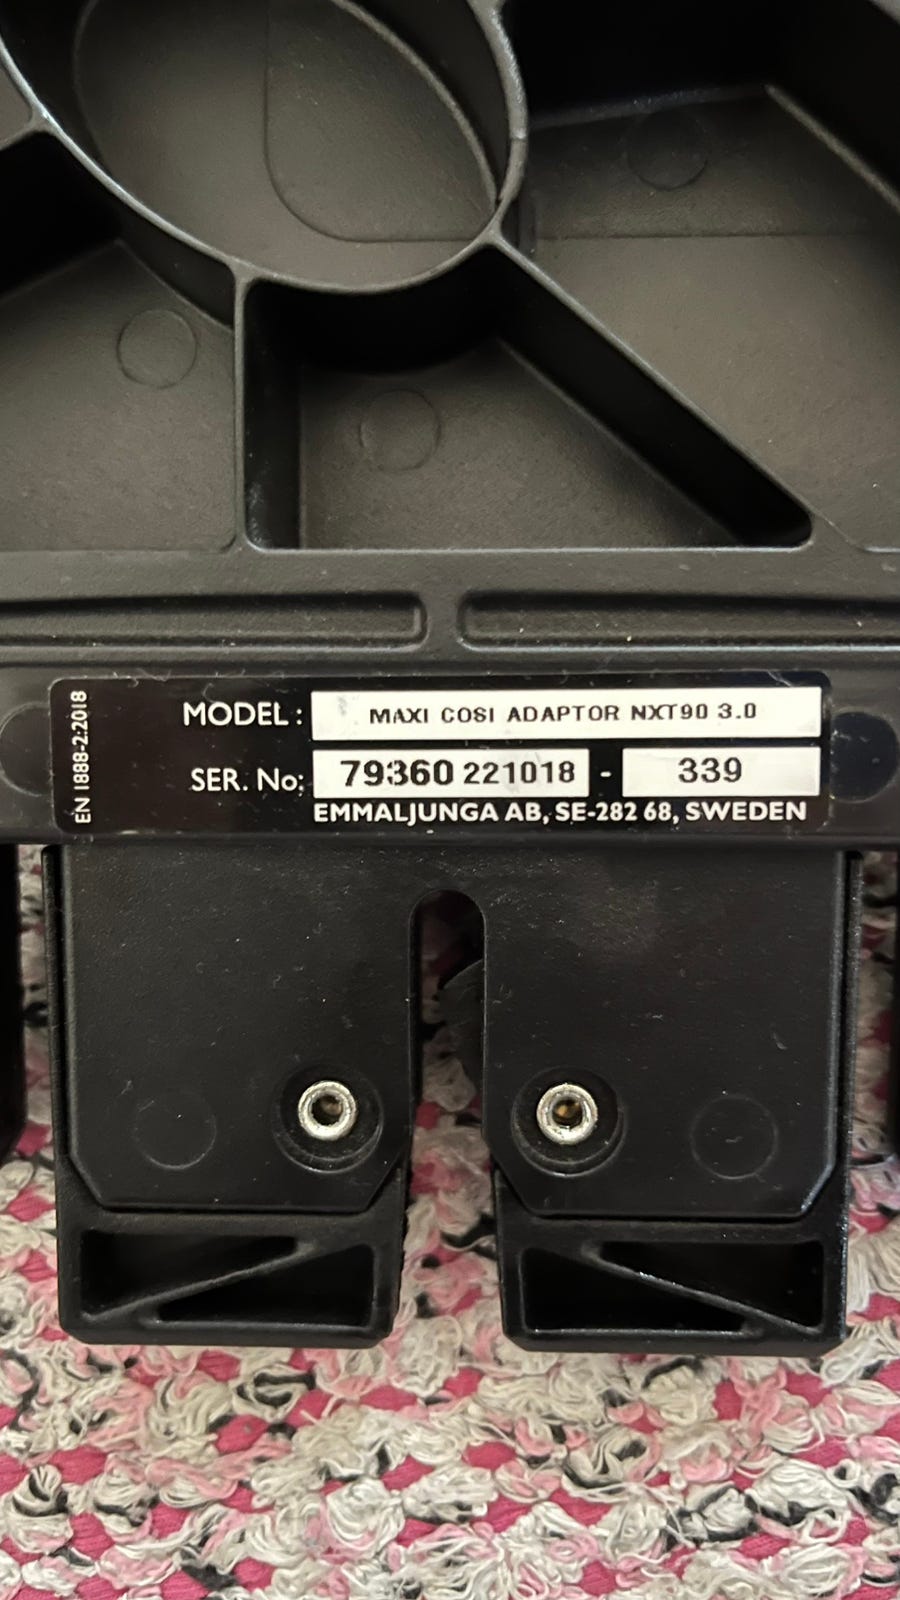 EN 1888-2:2018
MODEL: MAXI COSI ADAPTOR NXT90 3.0
SER. No: 79360 221018 - 339
EMMALJUNGA AB, SE-282 68, SWEDEN